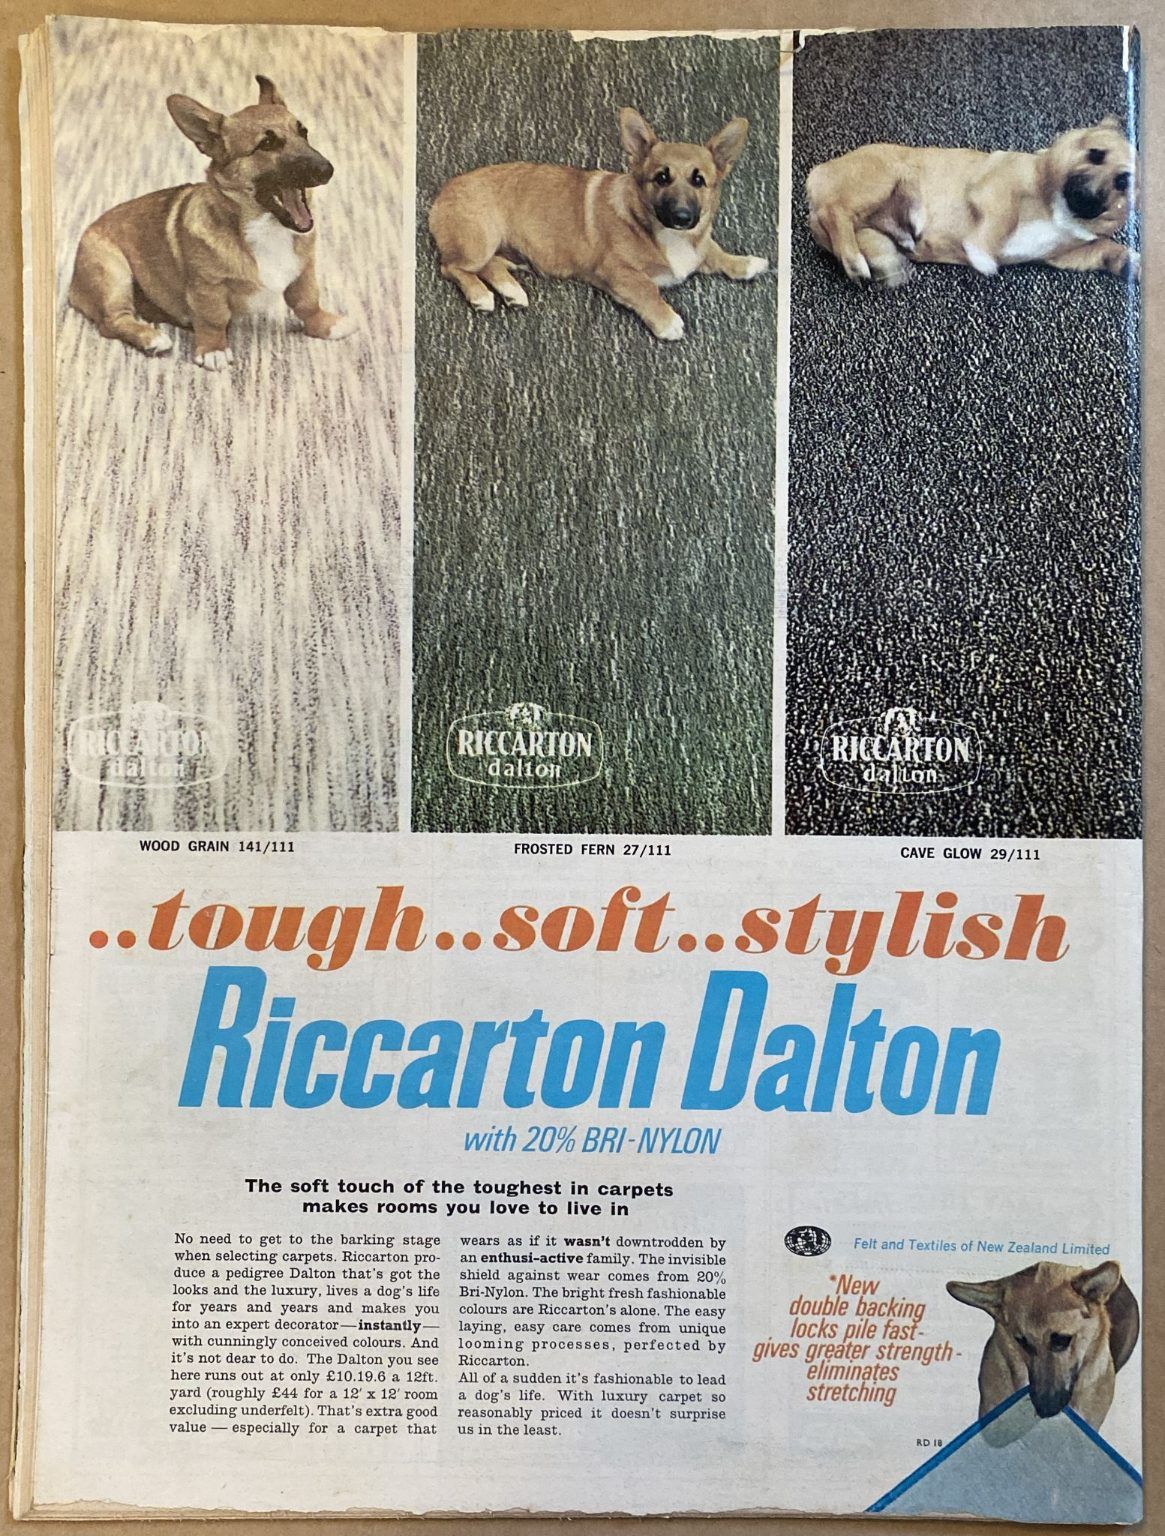 RICCARTON
dalton
RICCARTON
dalton
RICCARTON
dalton
WOOD GRAIN 141/111
FROSTED FERN 27/111
CAVE GLOW 29/111
..tough..soft..stylish
Riccarton Dalton
with 20% BRI-NYLON
The soft touch of the toughest in carpets
makes rooms you love to live in
No need to get to the barking stage
when selecting carpets. Riccarton pro-
duce a pedigree Dalton that's got the
looks and the luxury, lives a dog's life
for years and years and makes you
into an expert decorator—instantly—
with cunningly conceived colours. And
it's not dear to do. The Dalton you see
here runs out at only £10.19.6 a 12ft.
yard (roughly £44 for a 12' x 12' room
excluding underfelt). That's extra good
value — especially for a carpet that
wears as if it wasn't downtrodden by
an enthusi-active family. The invisible
shield against wear comes from 20%
Bri-Nylon. The bright fresh fashionable
colours are Riccarton's alone. The easy
laying, easy care comes from unique
looming processes, perfected by
Riccarton.
All of a sudden it's fashionable to lead
a dog's life. With luxury carpet so
reasonably priced it doesn't surprise
us in the least.
Felt and Textiles of New Zealand Limited
*New
double backing
locks pile fast-
gives greater strength-
eliminates
stretching
RD 18